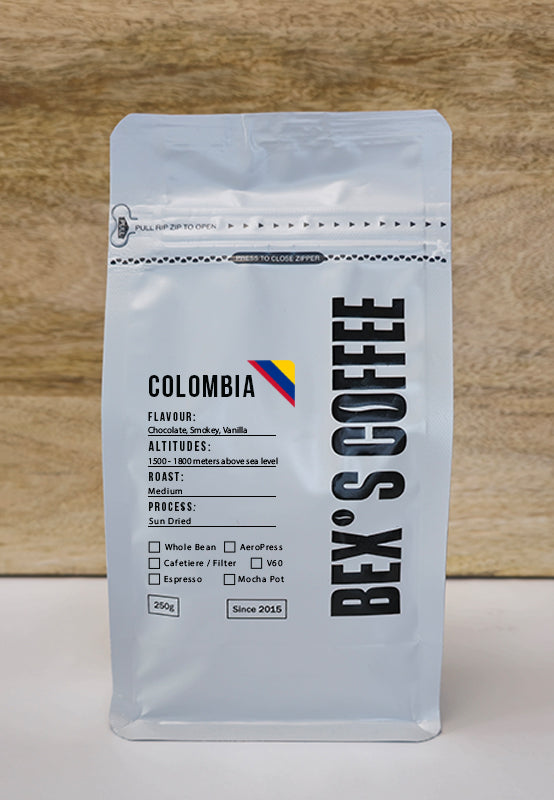 PULL RIP ZIP TO OPEN
PRESS TO CLOSE ZIPPER
BEX'S COFFEE
COLOMBIA
FLAVOUR:
Chocolate, Smokey, Vanilla
ALTITUDES:
1500 - 1800 meters above sea level
ROAST:
Medium
PROCESS:
Sun Dried
Whole Bean AeroPress
Cafetiere / Filter V60
Espresso Mocha Pot
250g Since 2015